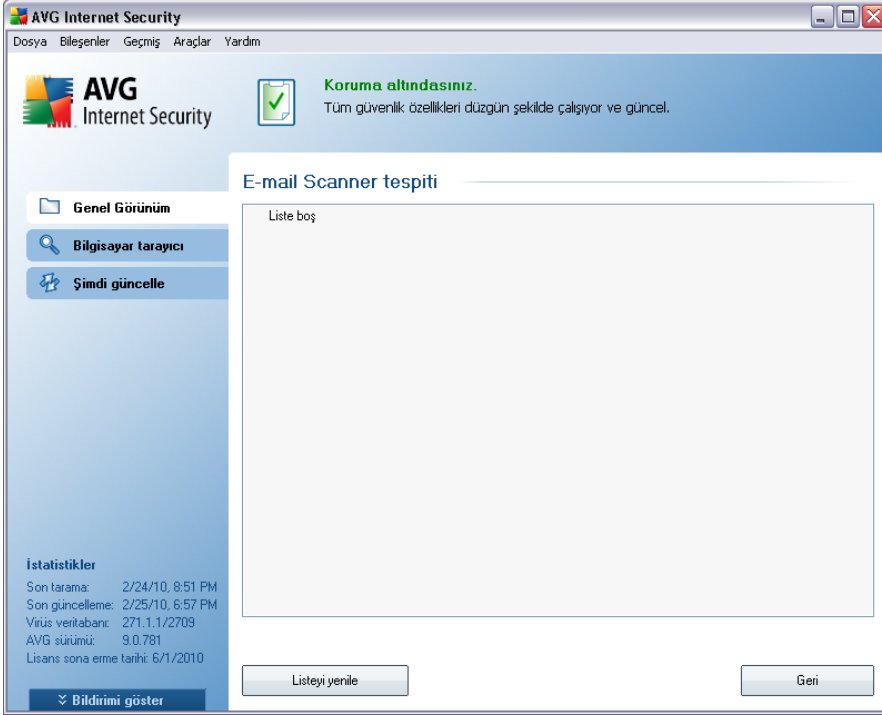 AVG Internet Security
Dosya Bileşenler Geçmiş Araçlar Yardım
AVG
Internet Security
Koruma altındasınız.
Tüm güvenlik özellikleri düzgün şekilde çalışıyor ve güncel.
E-mail Scanner tespiti
Genel Görünüm
Bilgisayar tarayıcı
Şimdi güncelle
Liste boş
İstatistikler
Son tarama: 2/24/10, 8:51 PM
Son güncelleme: 2/25/10, 6:57 PM
Virüs veritabanı: 271.1.1/2709
AVG sürümü: 9.0.781
Lisans sona erme tarihi: 6/1/2010
Bildirimi göster
Listeyi yenile
Geri